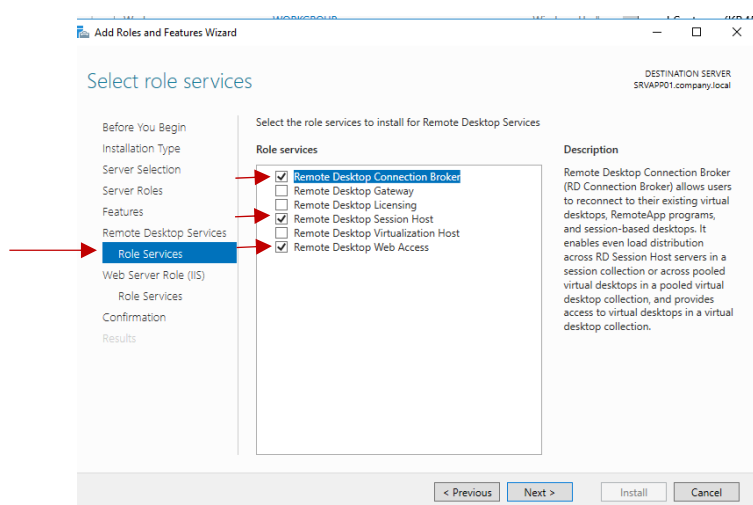 WORKGROUP
Add Roles and Features Wizard
Select role services
DESTINATION SERVER
SRVAPP01.company.local
Before You Begin
Installation Type
Server Selection
Server Roles
Features
Remote Desktop Services
Role Services
Web Server Role (IIS)
Role Services
Confirmation
Results
Select the role services to install for Remote Desktop Services
Role services
Remote Desktop Connection Broker
Remote Desktop Gateway
Remote Desktop Licensing
Remote Desktop Session Host
Remote Desktop Virtualization Host
Remote Desktop Web Access
Description
Remote Desktop Connection Broker
(RD Connection Broker) allows users
to reconnect to their existing virtual
desktops, RemoteApp programs,
and session-based desktops. It
enables even load distribution
across RD Session Host servers in a
session collection or across pooled
virtual desktops in a pooled virtual
desktop collection, and provides
access to virtual desktops in a virtual
desktop collection.
< Previous
Next >
Install
Cancel